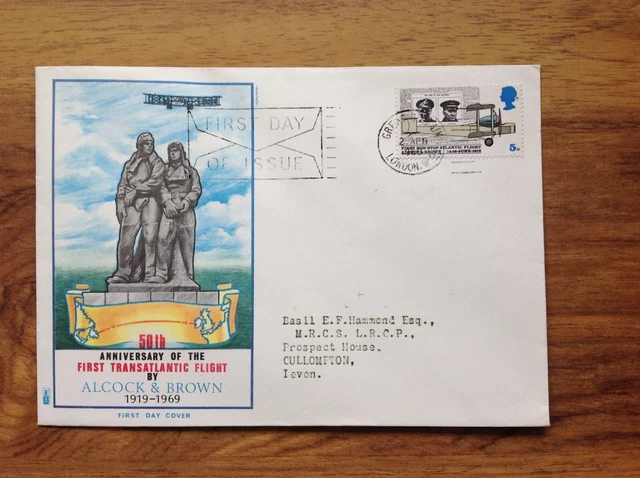 FIRST DAY
OF ISSUE
2 APR
LONDON. W
FIRST NON-STOP ATLANTIC FLIGHT
ALCOCK & BROWN 14-15 JUNE 1919
5D
Basil E.F.Hammond Esq.,
M.R.C.S. L.R.C.P.,
Prospect House.
CULLOMPTON,
Devon.
50th
ANNIVERSARY OF THE
FIRST TRANSATLANTIC FLIGHT
BY
ALCOCK & BROWN
1919-1969
FIRST DAY COVER